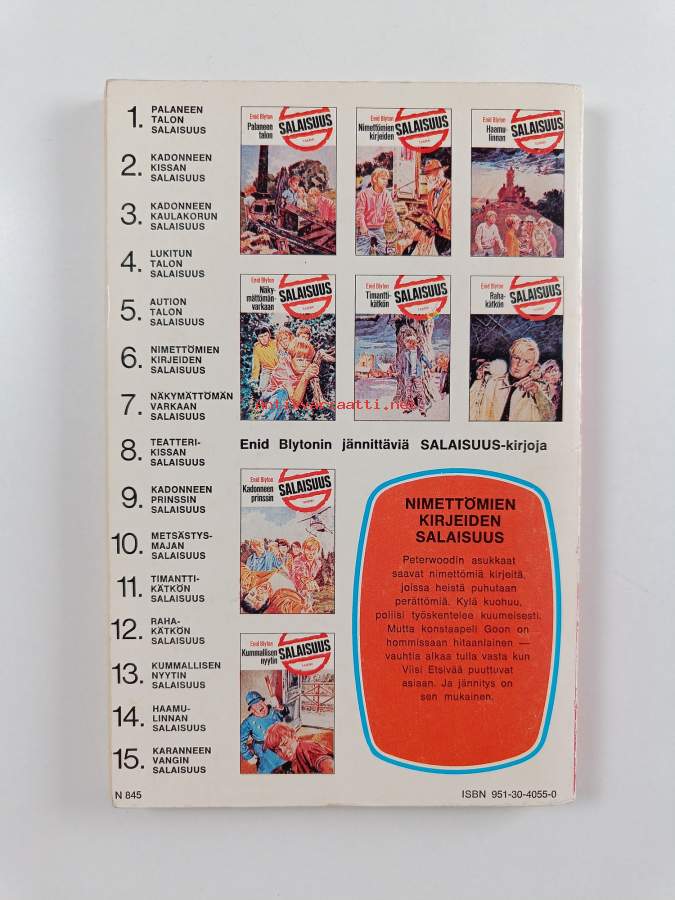 1. PALANEEN
TALON
SALAISUUS
2. KADONNEEN
KISSAN
SALAISUUS
3. KADONNEEN
KAULAKORUN
SALAISUUS
4. LUKITUN
TALON
SALAISUUS
5. AUTION
TALON
SALAISUUS
6. NIMETTÖMIEN
KIRJEIDEN
SALAISUUS
7. NÄKYMÄTTÖMÄN
VARKAAN
SALAISUUS
8. TEATTERI-
KISSAN
SALAISUUS
9. KADONNEEN
PRINSSIN
SALAISUUS
10. METSÄSTYS-
MAJAN
SALAISUUS
11. TIMANTTI-
KÄTKÖN
SALAISUUS
12. RAHA-
KÄTKÖN
SALAISUUS
13. KUMMALLISEN
NYYTIN
SALAISUUS
14. HAAMU-
LINNAN
SALAISUUS
15. KARANNEEN
VANGIN
SALAISUUS
N 845
Enid Blyton
Palaneen
talon
SALAISUUS
Enid Blyton
Nimettömien
kirjeiden
SALAISUUS
Enid Blyton
Haamu
linnan
SALAISUUS
Enid Blyton
Näky-
mättömän-
varkaan
SALAISUUS
Enid Blyton
Timantti-
kätkön
SALAISUUS
Enid Blyton
Raha-
kätkön
SALAISUUS
antikvariaatti.net
Enid Blytonin jännittäviä SALAISUUS-kirjoja
Enid Blyton
Kadonneen
prinssin
SALAISUUS
Enid Blyton
Kummallisen
nyytin
SALAISUUS
NIMETTÖMIEN
KIRJEIDEN
SALAISUUS
Peterwoodin asukkaat
saavat nimettömiä kirjeitä,
joissa heistä puhutaan
perättömiä. Kylä kuohuu,
poliisi työskentelee kuumeisesti.
Mutta konstaapeli Goon on
hommissaan hitaanlainen —
vauhtia alkaa tulla vasta kun
Viisi Etsivää puuttuvat
asiaan. Ja jännitys on
sen mukainen.
ISBN 951-30-4055-0